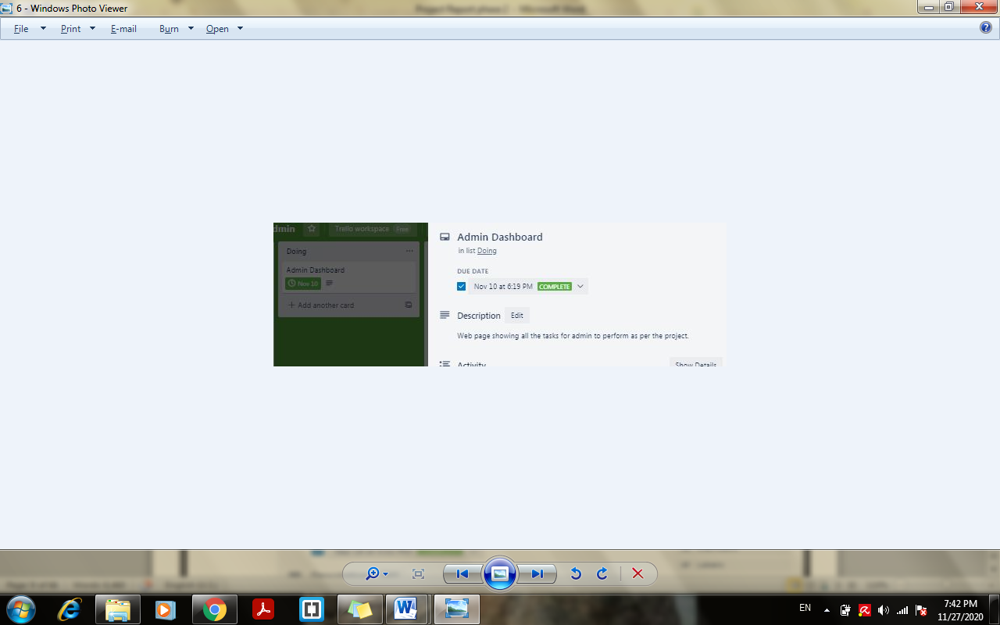 6 - Windows Photo Viewer
Project Report phase 2 - Microsoft Word
File Print E-mail Burn Open
dmin Trello workspace Free
Doing
Admin Dashboard
Nov 10
+ Add another card
Admin Dashboard
in list Doing
DUE DATE
Nov 10 at 6:19 PM COMPLETE
Description Edit
Web page showing all the tasks for admin to perform as per the project.
Activity Show Details
EN
7:42 PM
11/27/2020